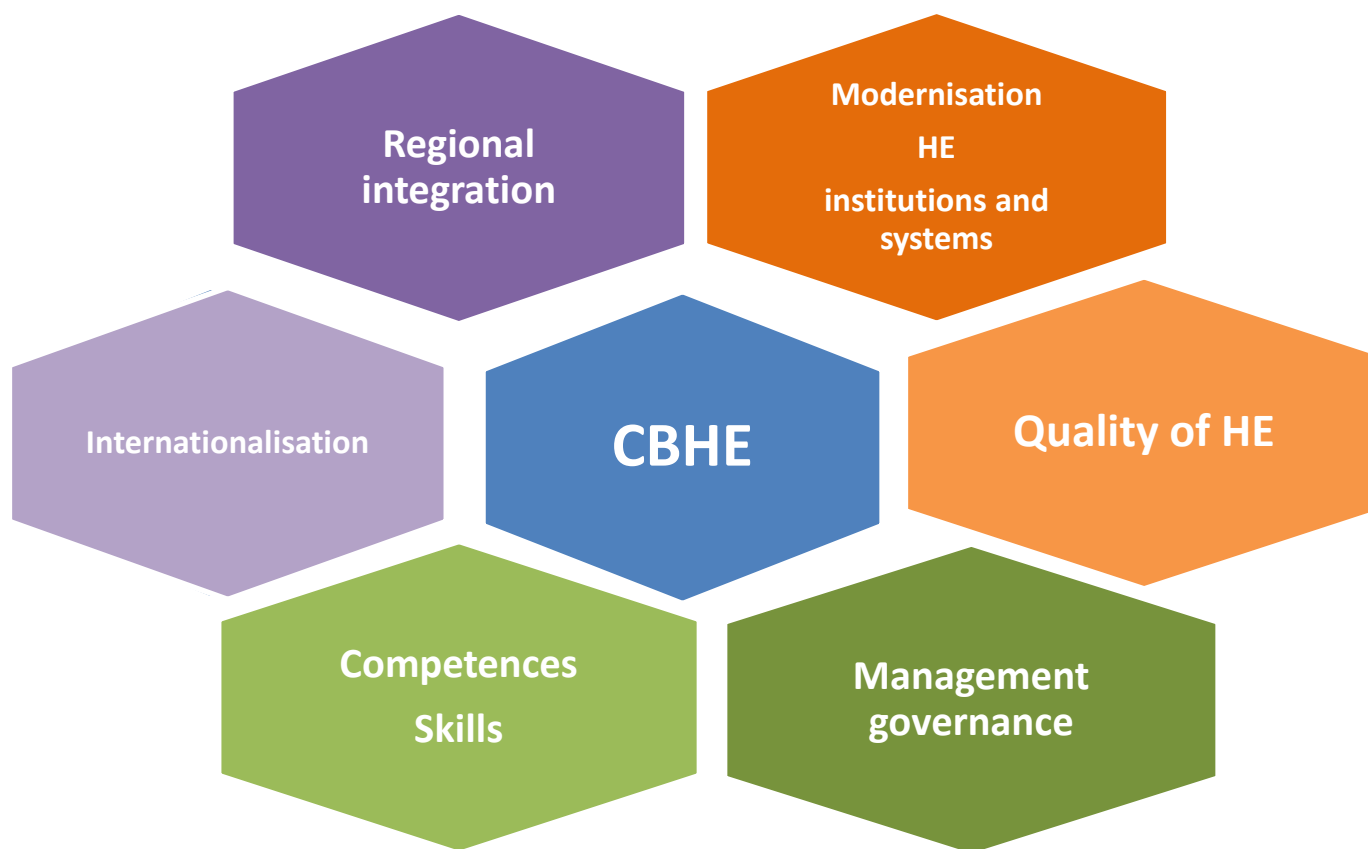 Regional
integration
Modernisation
HE
institutions and
systems
Internationalisation
CBHE
Quality of HE
Competences
Skills
Management
governance